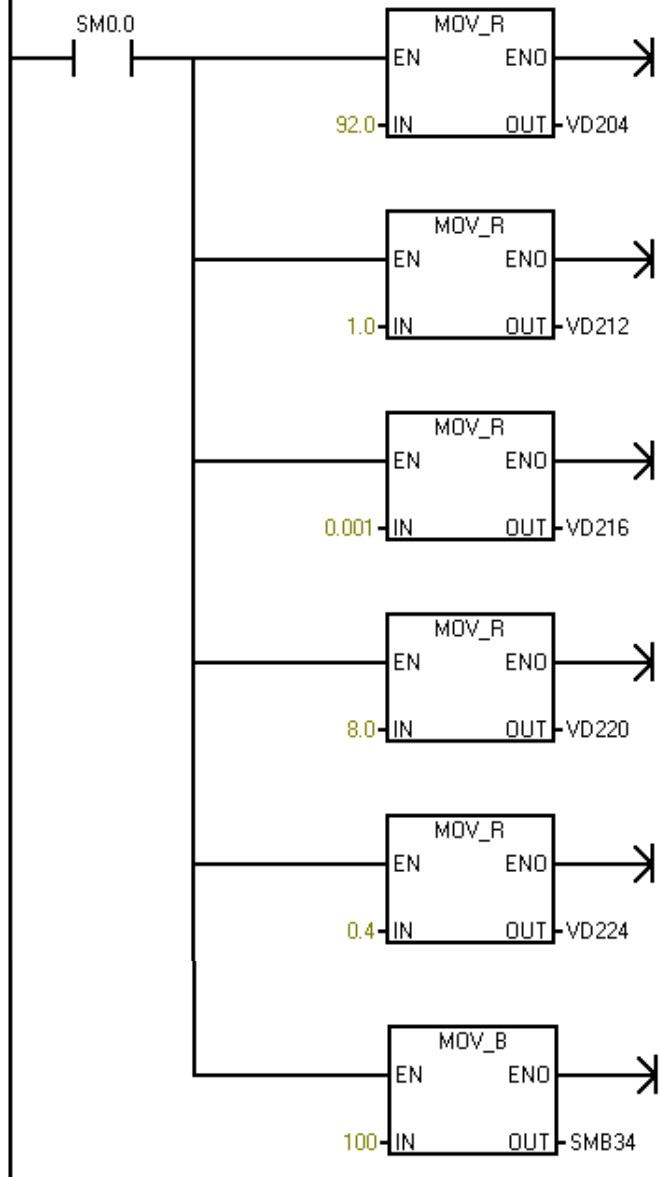 SM0.0
MOV_R
EN ENO
92.0 IN OUT VD204
MOV_R
EN ENO
1.0 IN OUT VD212
MOV_R
EN ENO
0.001 IN OUT VD216
MOV_R
EN ENO
8.0 IN OUT VD220
MOV_R
EN ENO
0.4 IN OUT VD224
MOV_B
EN ENO
100 IN OUT SMB34